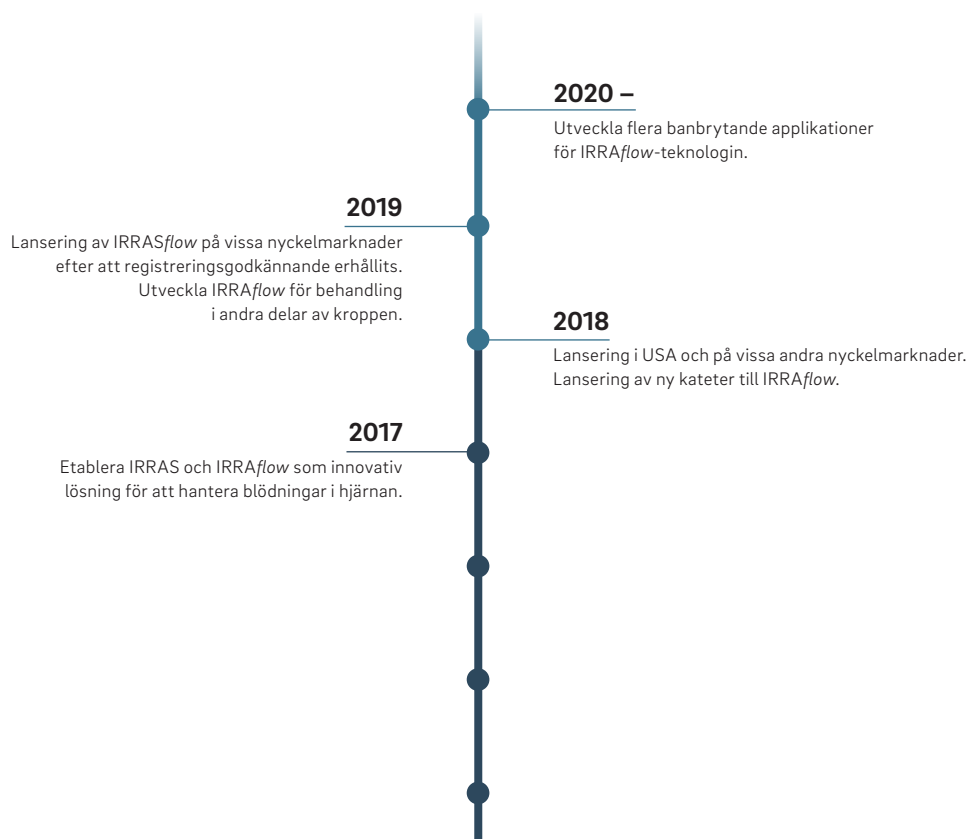 2020 –
Utveckla flera banbrytande applikationer
för IRRAflow-teknologin.
2019
Lansering av IRRASflow på vissa nyckelmarknader
efter att registreringsgodkännande erhållits.
Utveckla IRRAflow för behandling
i andra delar av kroppen.
2018
Lansering i USA och på vissa andra nyckelmarknader.
Lansering av ny kateter till IRRAflow.
2017
Etablera IRRAS och IRRAflow som innovativ
lösning för att hantera blödningar i hjärnan.